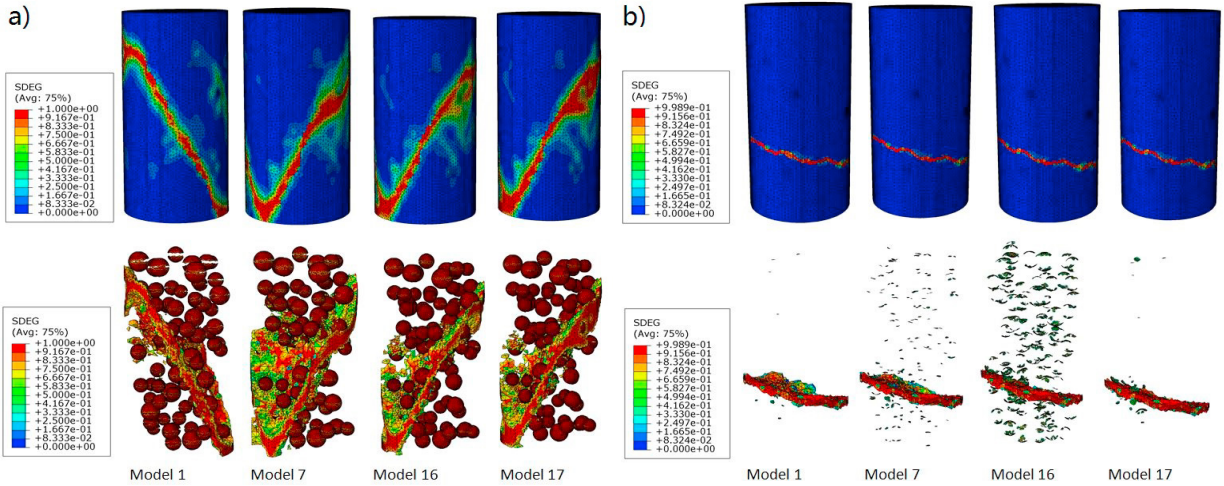 a)
SDEG
(Avg: 75%)
+1.000e+00
+9.167e-01
+8.333e-01
+7.500e-01
+6.667e-01
+5.833e-01
+5.000e-01
+4.167e-01
+3.333e-01
+2.500e-01
+1.667e-01
+8.333e-02
+0.000e+00
SDEG
(Avg: 75%)
+1.000e+00
+9.167e-01
+8.333e-01
+7.500e-01
+6.667e-01
+5.833e-01
+5.000e-01
+4.167e-01
+3.333e-01
+2.500e-01
+1.667e-01
+8.333e-02
+0.000e+00
Model 1 Model 7 Model 16 Model 17
b)
SDEG
(Avg: 75%)
+9.989e-01
+9.156e-01
+8.324e-01
+7.492e-01
+6.659e-01
+5.827e-01
+4.994e-01
+4.162e-01
+3.330e-01
+2.497e-01
+1.665e-01
+8.324e-02
+0.000e+00
SDEG
(Avg: 75%)
+9.989e-01
+9.156e-01
+8.324e-01
+7.492e-01
+6.659e-01
+5.827e-01
+4.994e-01
+4.162e-01
+3.330e-01
+2.497e-01
+1.665e-01
+8.324e-02
+0.000e+00
Model 1 Model 7 Model 16 Model 17